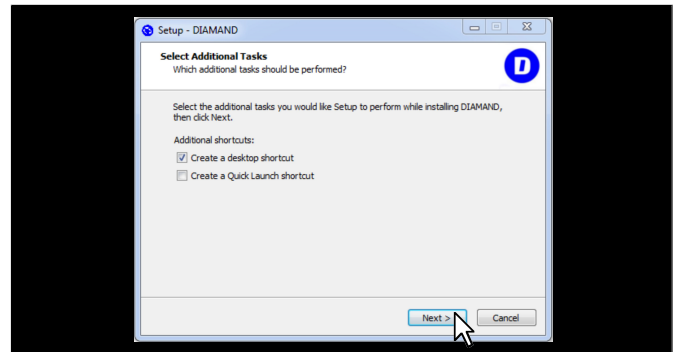 Setup - DIAMAND
Select Additional Tasks
Which additional tasks should be performed?
D
Select the additional tasks you would like Setup to perform while installing DIAMAND,
then click Next.
Additional shortcuts:
Create a desktop shortcut
Create a Quick Launch shortcut
Next >
Cancel